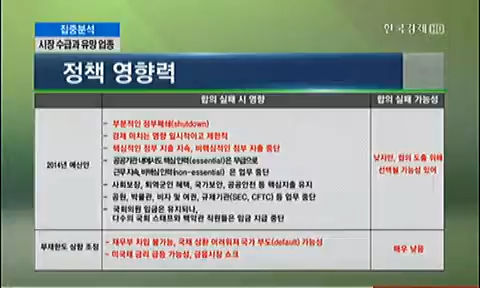 집중분석
시장 수급과 유망 업종
한국경제 HD
정책 영향력
합의 실패 시 영향
합의 실패 가능성
2014년 예산안
- 부분적인 정부폐쇄(shutdown)
- 경제 미치는 영향 일시적이고 제한적
- 핵심적인 정부 지출 지속, 비핵심적인 정부 지출 중단
- 공공기관 내에서도 핵심 인력(essential)은 무급으로
근무 지속, 비핵심인력(non-essential) 은 업무 중단
- 사회보장, 퇴역군인 혜택, 국가안보, 공공안전 등 핵심지출 유지
- 공원, 박물관, 비자 및 여권, 규제기관(SEC, CFTC) 등 업무 중단
- 국회의원 임금은 유지되나,
다수의 국회 스태프와 백악관 직원들은 임금 지급 중단
낮지만, 합의 도출 위해
선택될 가능성 있어
부채한도 상향 조정
- 재무부 차입 불가능, 국채 상환 어려워져 국가 부도(default) 가능성
- 미국채 금리 급등 가능성, 금융시장 쇼크
매우 낮음